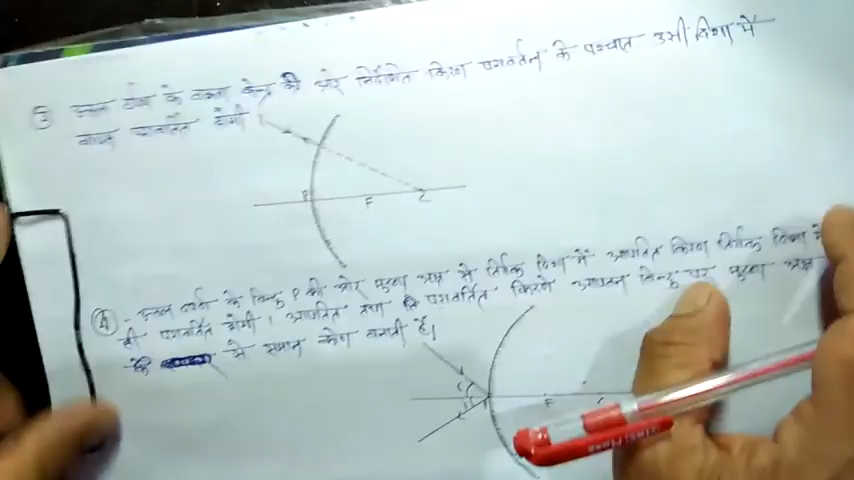 ③ उत्तल दर्पण के वक्रता केन्द्र की ओर निर्देशित किरण परावर्तन के पश्चात उसी दिशा में
वापस परावर्तित होगी ।
P F C
④ - उत्तल दर्पण के बिन्दु P की ओर मुख्य अक्ष से तिर्यक दिशा में आपतित किरण तिर्यक दिशा में
ही परावर्तित होगी । आपतित तथा परावर्तित किरणें आपतन बिन्दु पर मुख्य अक्ष
के से समान कोण बनाती हैं।
P F C